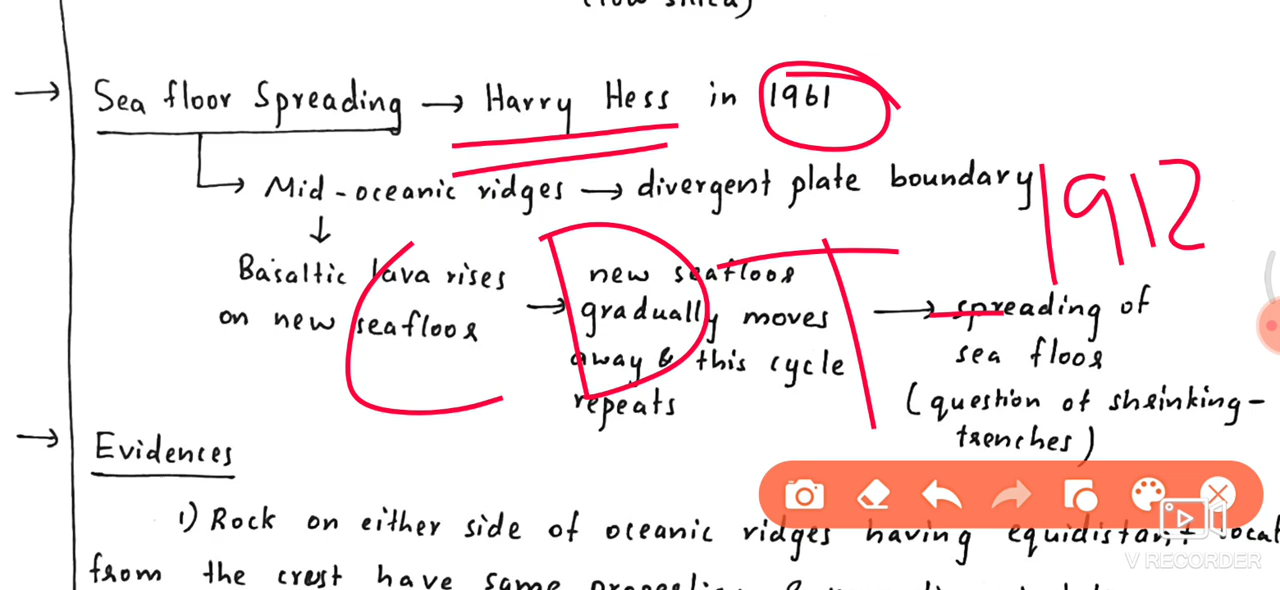 → Sea floor Spreading → Harry Hess in 1961
Mid-oceanic ridges → divergent plate boundary
1912
Basaltic lava rises
on new seafloor
→ new seafloor
gradually moves
away & this cycle
repeats
→ spreading of
sea floor
(question of shrinking-
trenches)
CDT
→ Evidences
1) Rock on either side of oceanic ridges having equidistant
from the crest have same
V RECORDER